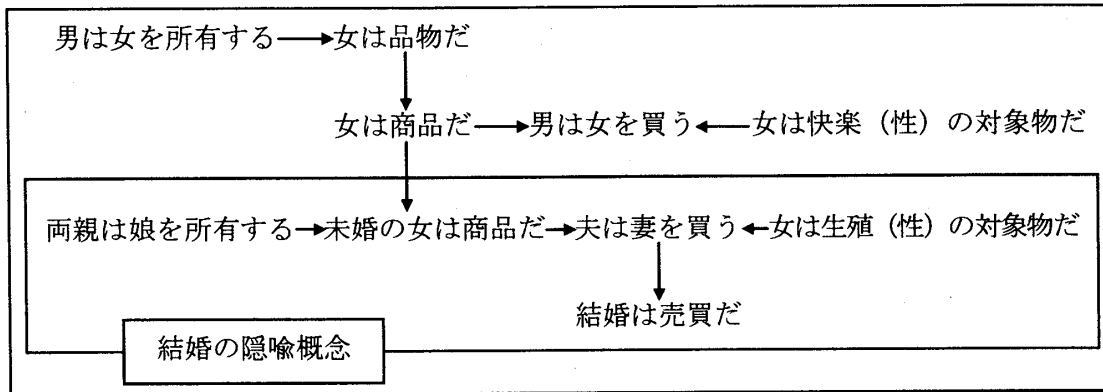 男は女を所有する→女は品物だ
女は商品だ→男は女を買う←女は快楽（性）の対象物だ
両親は娘を所有する→未婚の女は商品だ→夫は妻を買う←女は生殖（性）の対象物だ
結婚は売買だ
結婚の隠喩概念